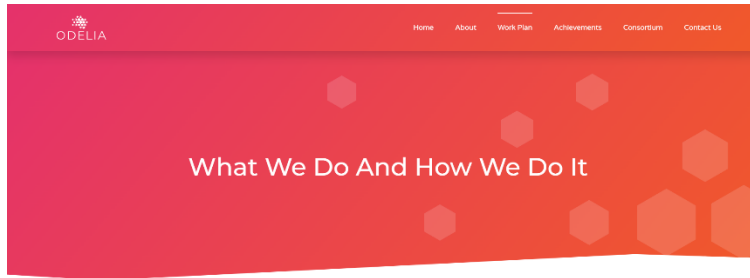 ODELIA
Home About Work Plan Achievements Consortium Contact Us
What We Do And How We Do It